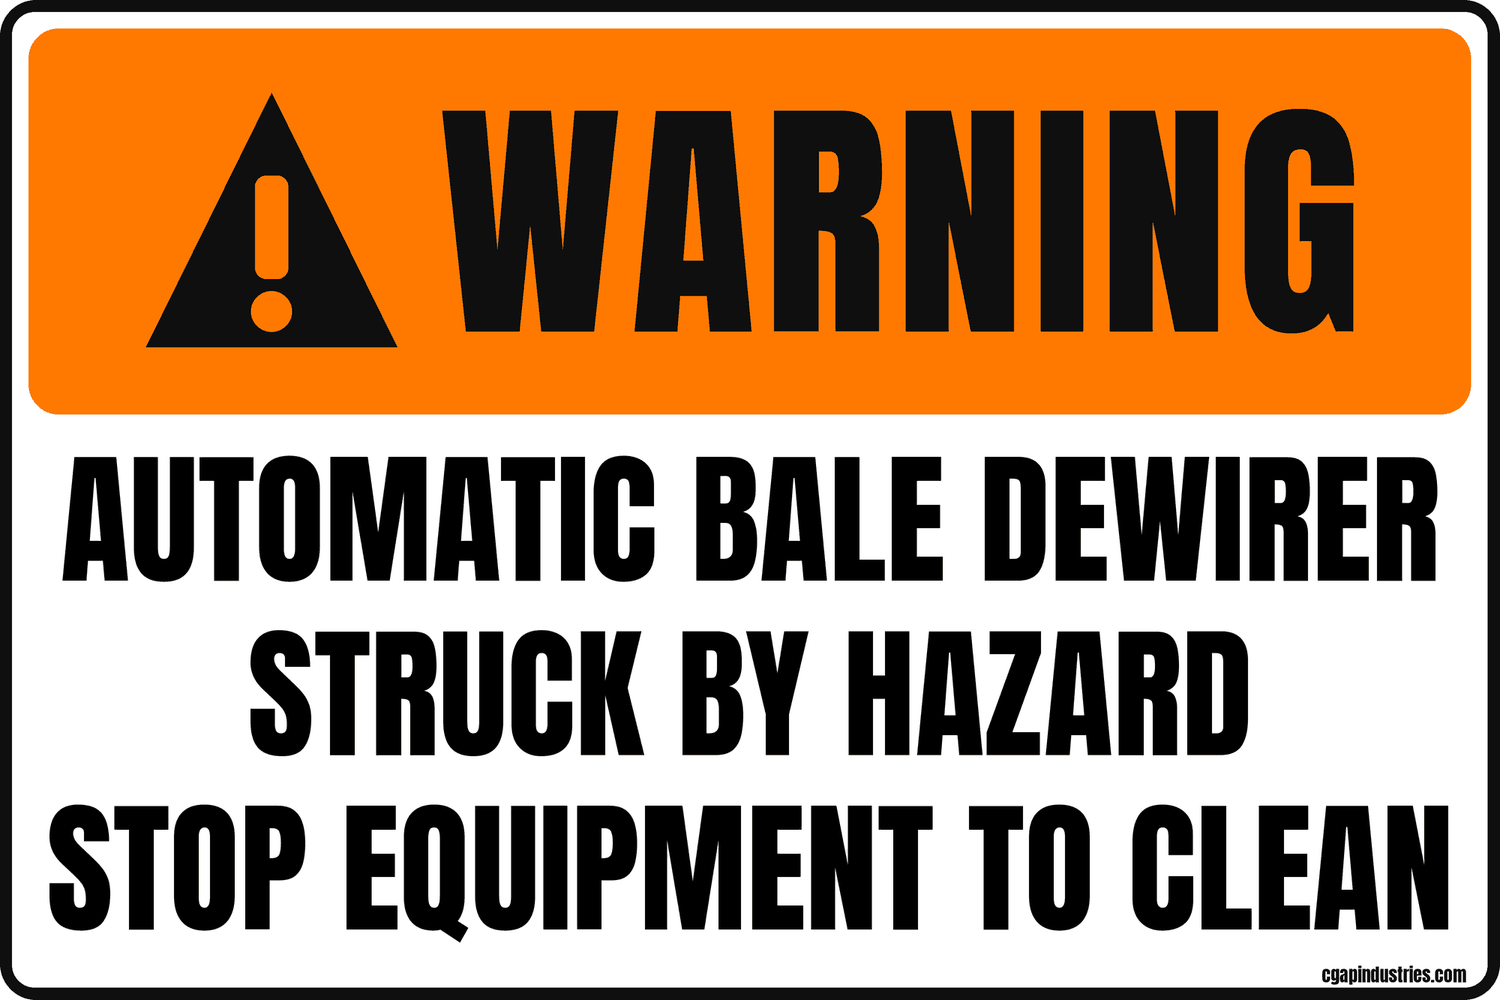 WARNING
AUTOMATIC BALE DEWIRER
STRUCK BY HAZARD
STOP EQUIPMENT TO CLEAN
cgapindustries.com